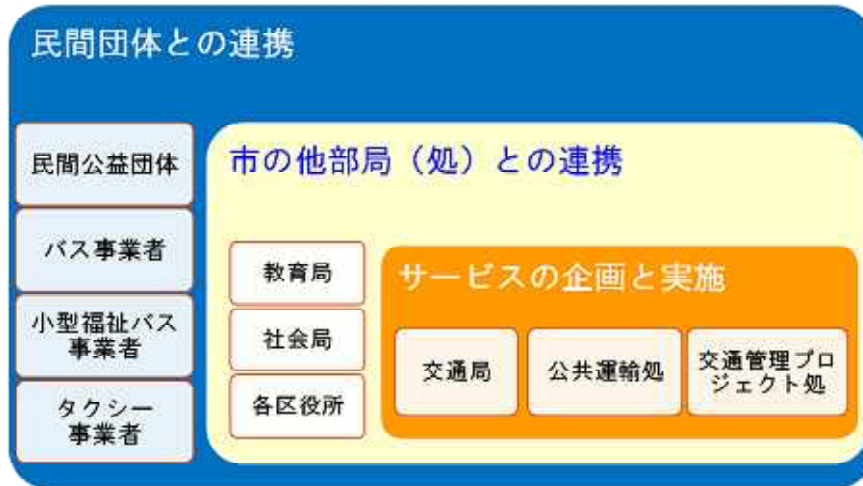 民間団体との連携
民間公益団体
バス事業者
小型福祉バス
事業者
タクシー
事業者
市の他部局（処）との連携
教育局
社会局
各区役所
サービスの企画と実施
交通局
公共運輸処
交通管理プロ
ジェクト処